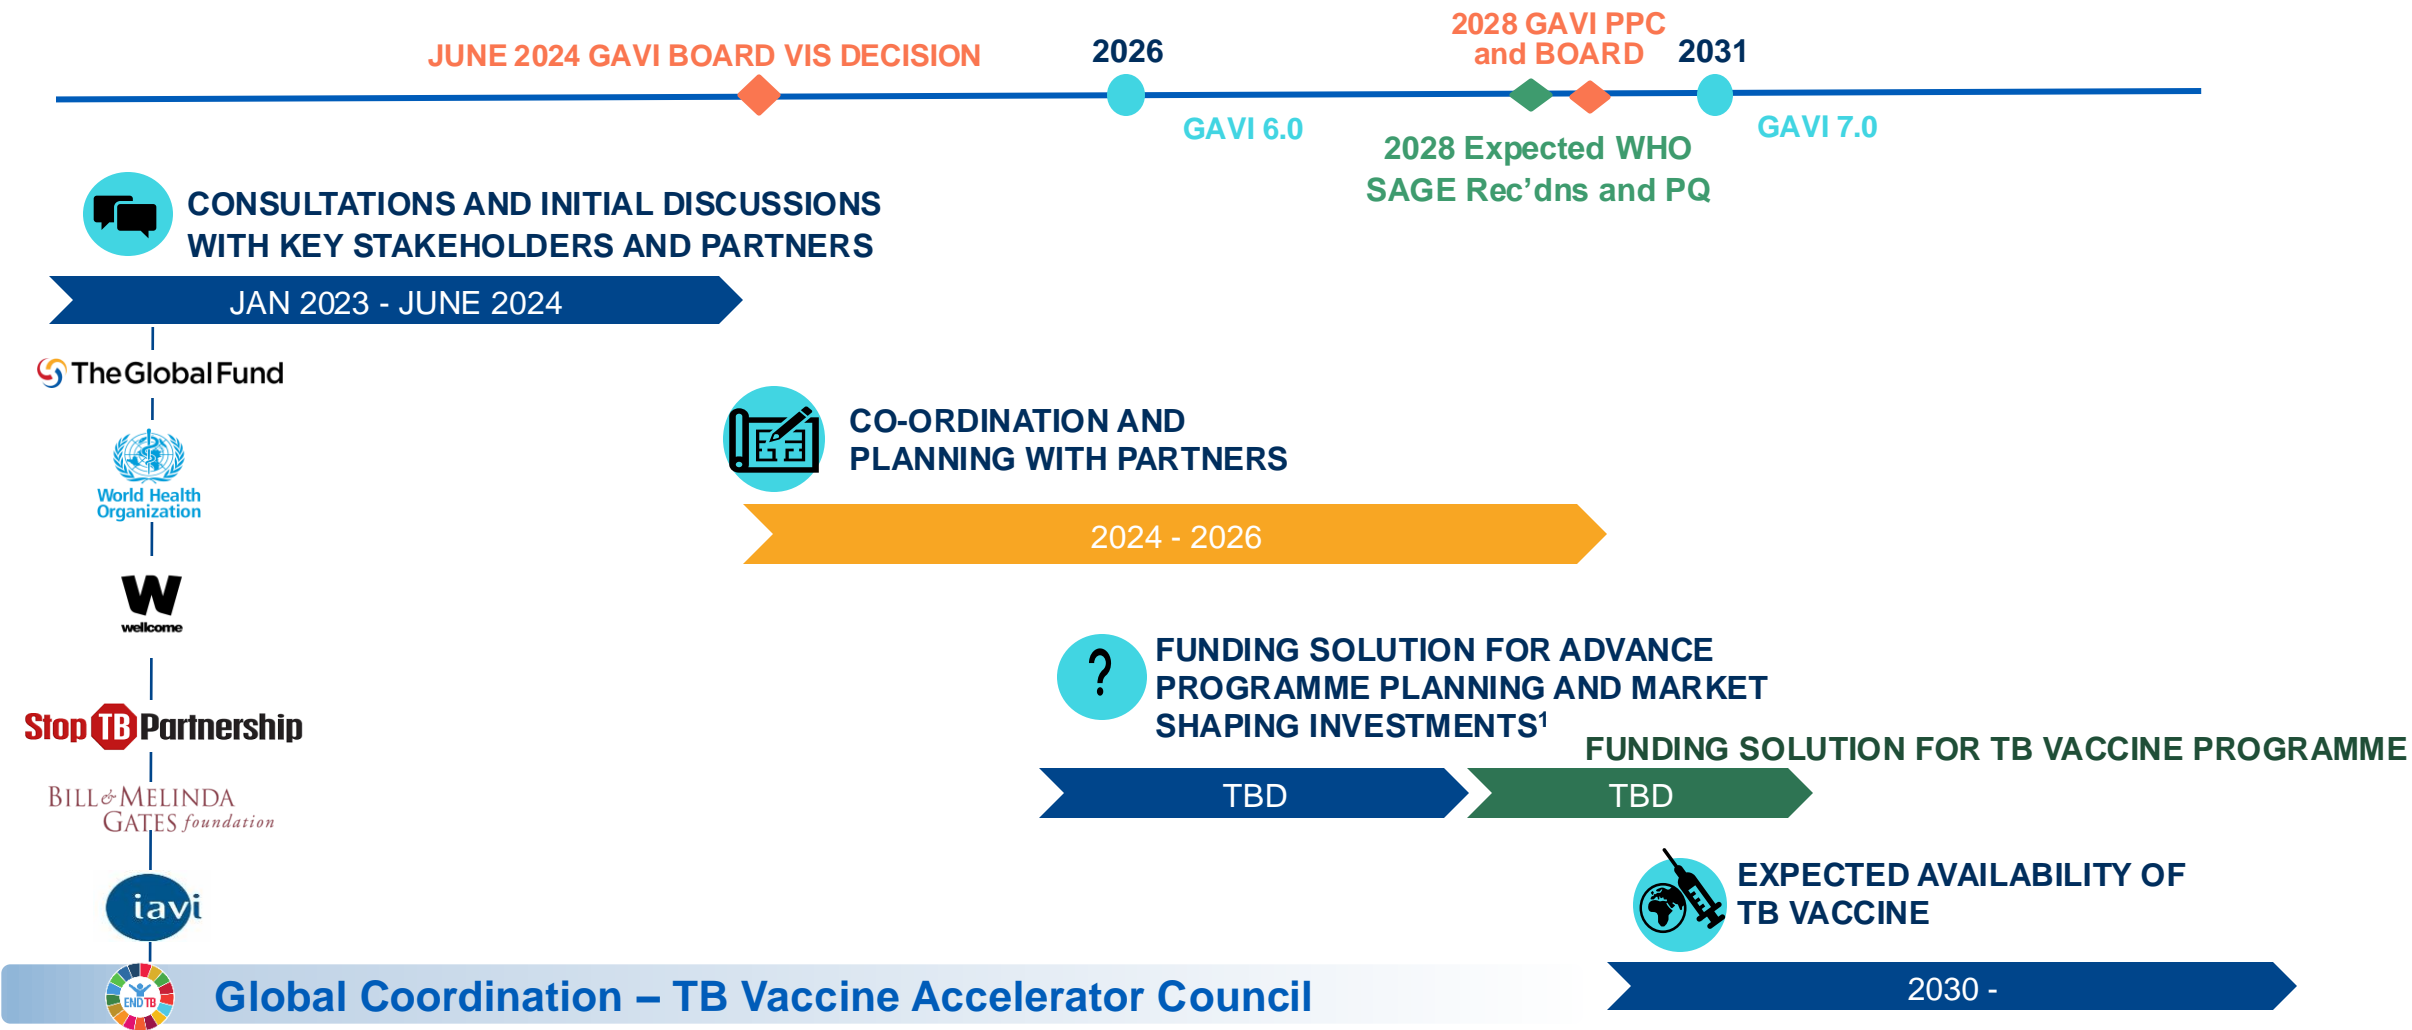 JUNE 2024 GAVI BOARD VIS DECISION
2026
2028 GAVI PPC
and BOARD
2031
GAVI 6.0
GAVI 7.0
2028 Expected WHO
SAGE Rec’dns and PQ
CONSULTATIONS AND INITIAL DISCUSSIONS
WITH KEY STAKEHOLDERS AND PARTNERS
JAN 2023 - JUNE 2024
The Global Fund
World Health
Organization
W
wellcome
Stop TB Partnership
BILL & MELINDA
GATES foundation
iavi
CO-ORDINATION AND
PLANNING WITH PARTNERS
2024 - 2026
?
FUNDING SOLUTION FOR ADVANCE
PROGRAMME PLANNING AND MARKET
SHAPING INVESTMENTS¹
TBD
FUNDING SOLUTION FOR TB VACCINE PROGRAMME
TBD
EXPECTED AVAILABILITY OF
TB VACCINE
2030 -
END TB
Global Coordination – TB Vaccine Accelerator Council